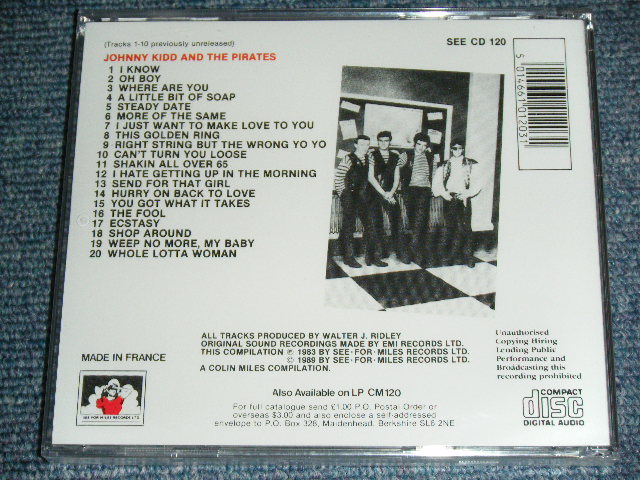 (Tracks 1-10 previously unreleased)
SEE CD 120
JOHNNY KIDD AND THE PIRATES
1 I KNOW
2 OH BOY
3 WHERE ARE YOU
4 A LITTLE BIT OF SOAP
5 STEADY DATE
6 MORE OF THE SAME
7 I JUST WANT TO MAKE LOVE TO YOU
8 THIS GOLDEN RING
9 RIGHT STRING BUT THE WRONG YO YO
10 CAN'T TURN YOU LOOSE
11 SHAKIN ALL OVER 65
12 I HATE GETTING UP IN THE MORNING
13 SEND FOR THAT GIRL
14 HURRY ON BACK TO LOVE
15 YOU GOT WHAT IT TAKES
16 THE FOOL
17 ECSTASY
18 SHOP AROUND
19 WEEP NO MORE, MY BABY
20 WHOLE LOTTA WOMAN
5 014661 012031
ALL TRACKS PRODUCED BY WALTER J. RIDLEY
ORIGINAL SOUND RECORDINGS MADE BY EMI RECORDS LTD.
THIS COMPILATION ℗ 1983 BY SEE·FOR·MILES RECORDS LTD.
© 1989 BY SEE·FOR·MILES RECORDS LTD.
A COLIN MILES COMPILATION.
Unauthorised
Copying Hiring
Lending Public
Performance and
Broadcasting this
recording prohibited
MADE IN FRANCE
SEE FOR MILES RECORDS LTD.
Also Available on LP CM120
For full catalogue send £1.00 P.O. Postal Order or
overseas $3.00 and also enclose a self-addressed
envelope to P.O. Box 328, Maidenhead, Berkshire SL6 2NE
COMPACT
disc
DIGITAL AUDIO